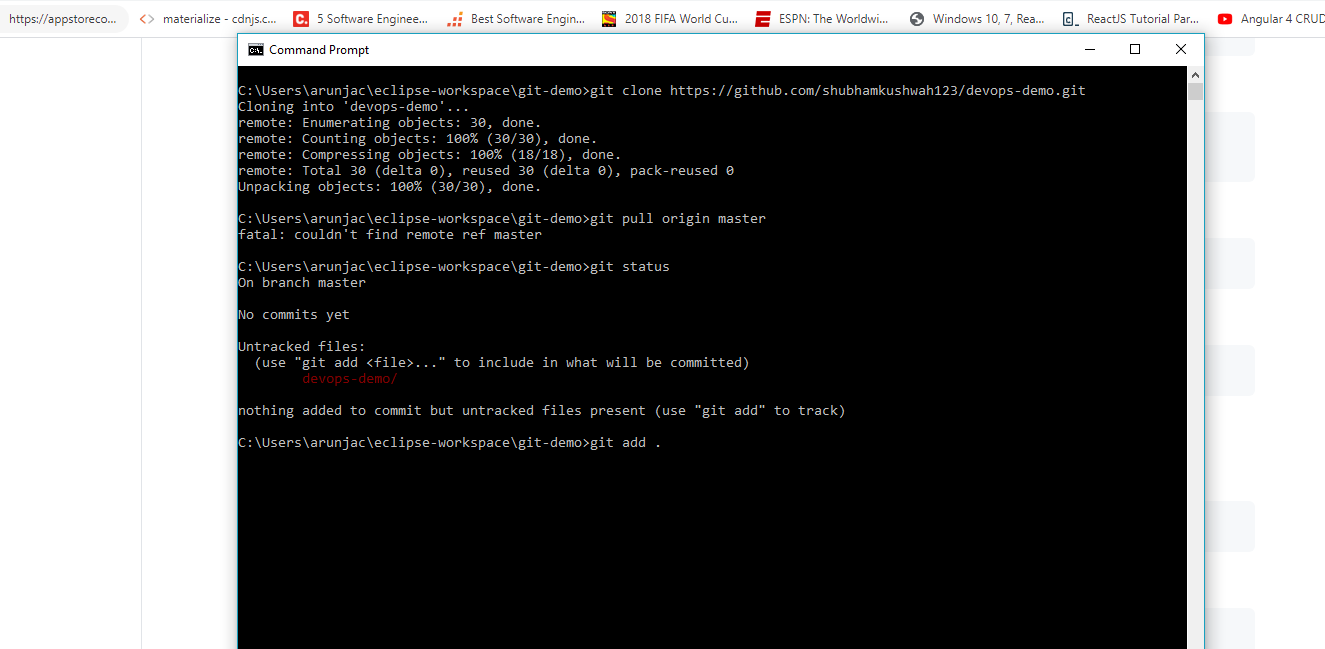 https://appstoreco... materialize - cdnjs.c... C. 5 Software Enginee... Best Software Engin... 2018 FIFA World Cu... ESPN: The Worldwi... Windows 10, 7, Rea... ReactJS Tutorial Par... Angular 4 CRUD
C:\. Command Prompt
C:\Users\arunjac\eclipse-workspace\git-demo>git clone https://github.com/shubhamkushwah123/devops-demo.git
Cloning into 'devops-demo'...
remote: Enumerating objects: 30, done.
remote: Counting objects: 100% (30/30), done.
remote: Compressing objects: 100% (18/18), done.
remote: Total 30 (delta 0), reused 30 (delta 0), pack-reused 0
Unpacking objects: 100% (30/30), done.
C:\Users\arunjac\eclipse-workspace\git-demo>git pull origin master
fatal: couldn't find remote ref master
C:\Users\arunjac\eclipse-workspace\git-demo>git status
On branch master
No commits yet
Untracked files:
(use "git add <file>..." to include in what will be committed)
devops-demo/
nothing added to commit but untracked files present (use "git add" to track)
C:\Users\arunjac\eclipse-workspace\git-demo>git add .